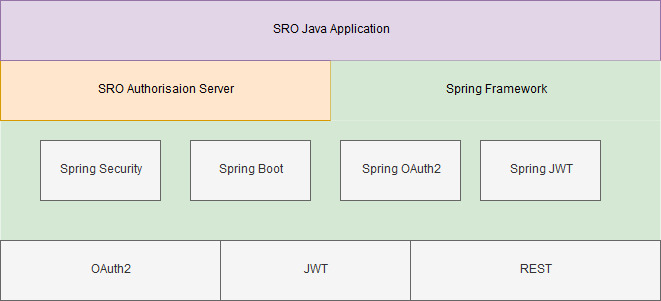 SRO Java Application
SRO Authorisaion Server
Spring Framework
Spring Security
Spring Boot
Spring OAuth2
Spring JWT
OAuth2
JWT
REST